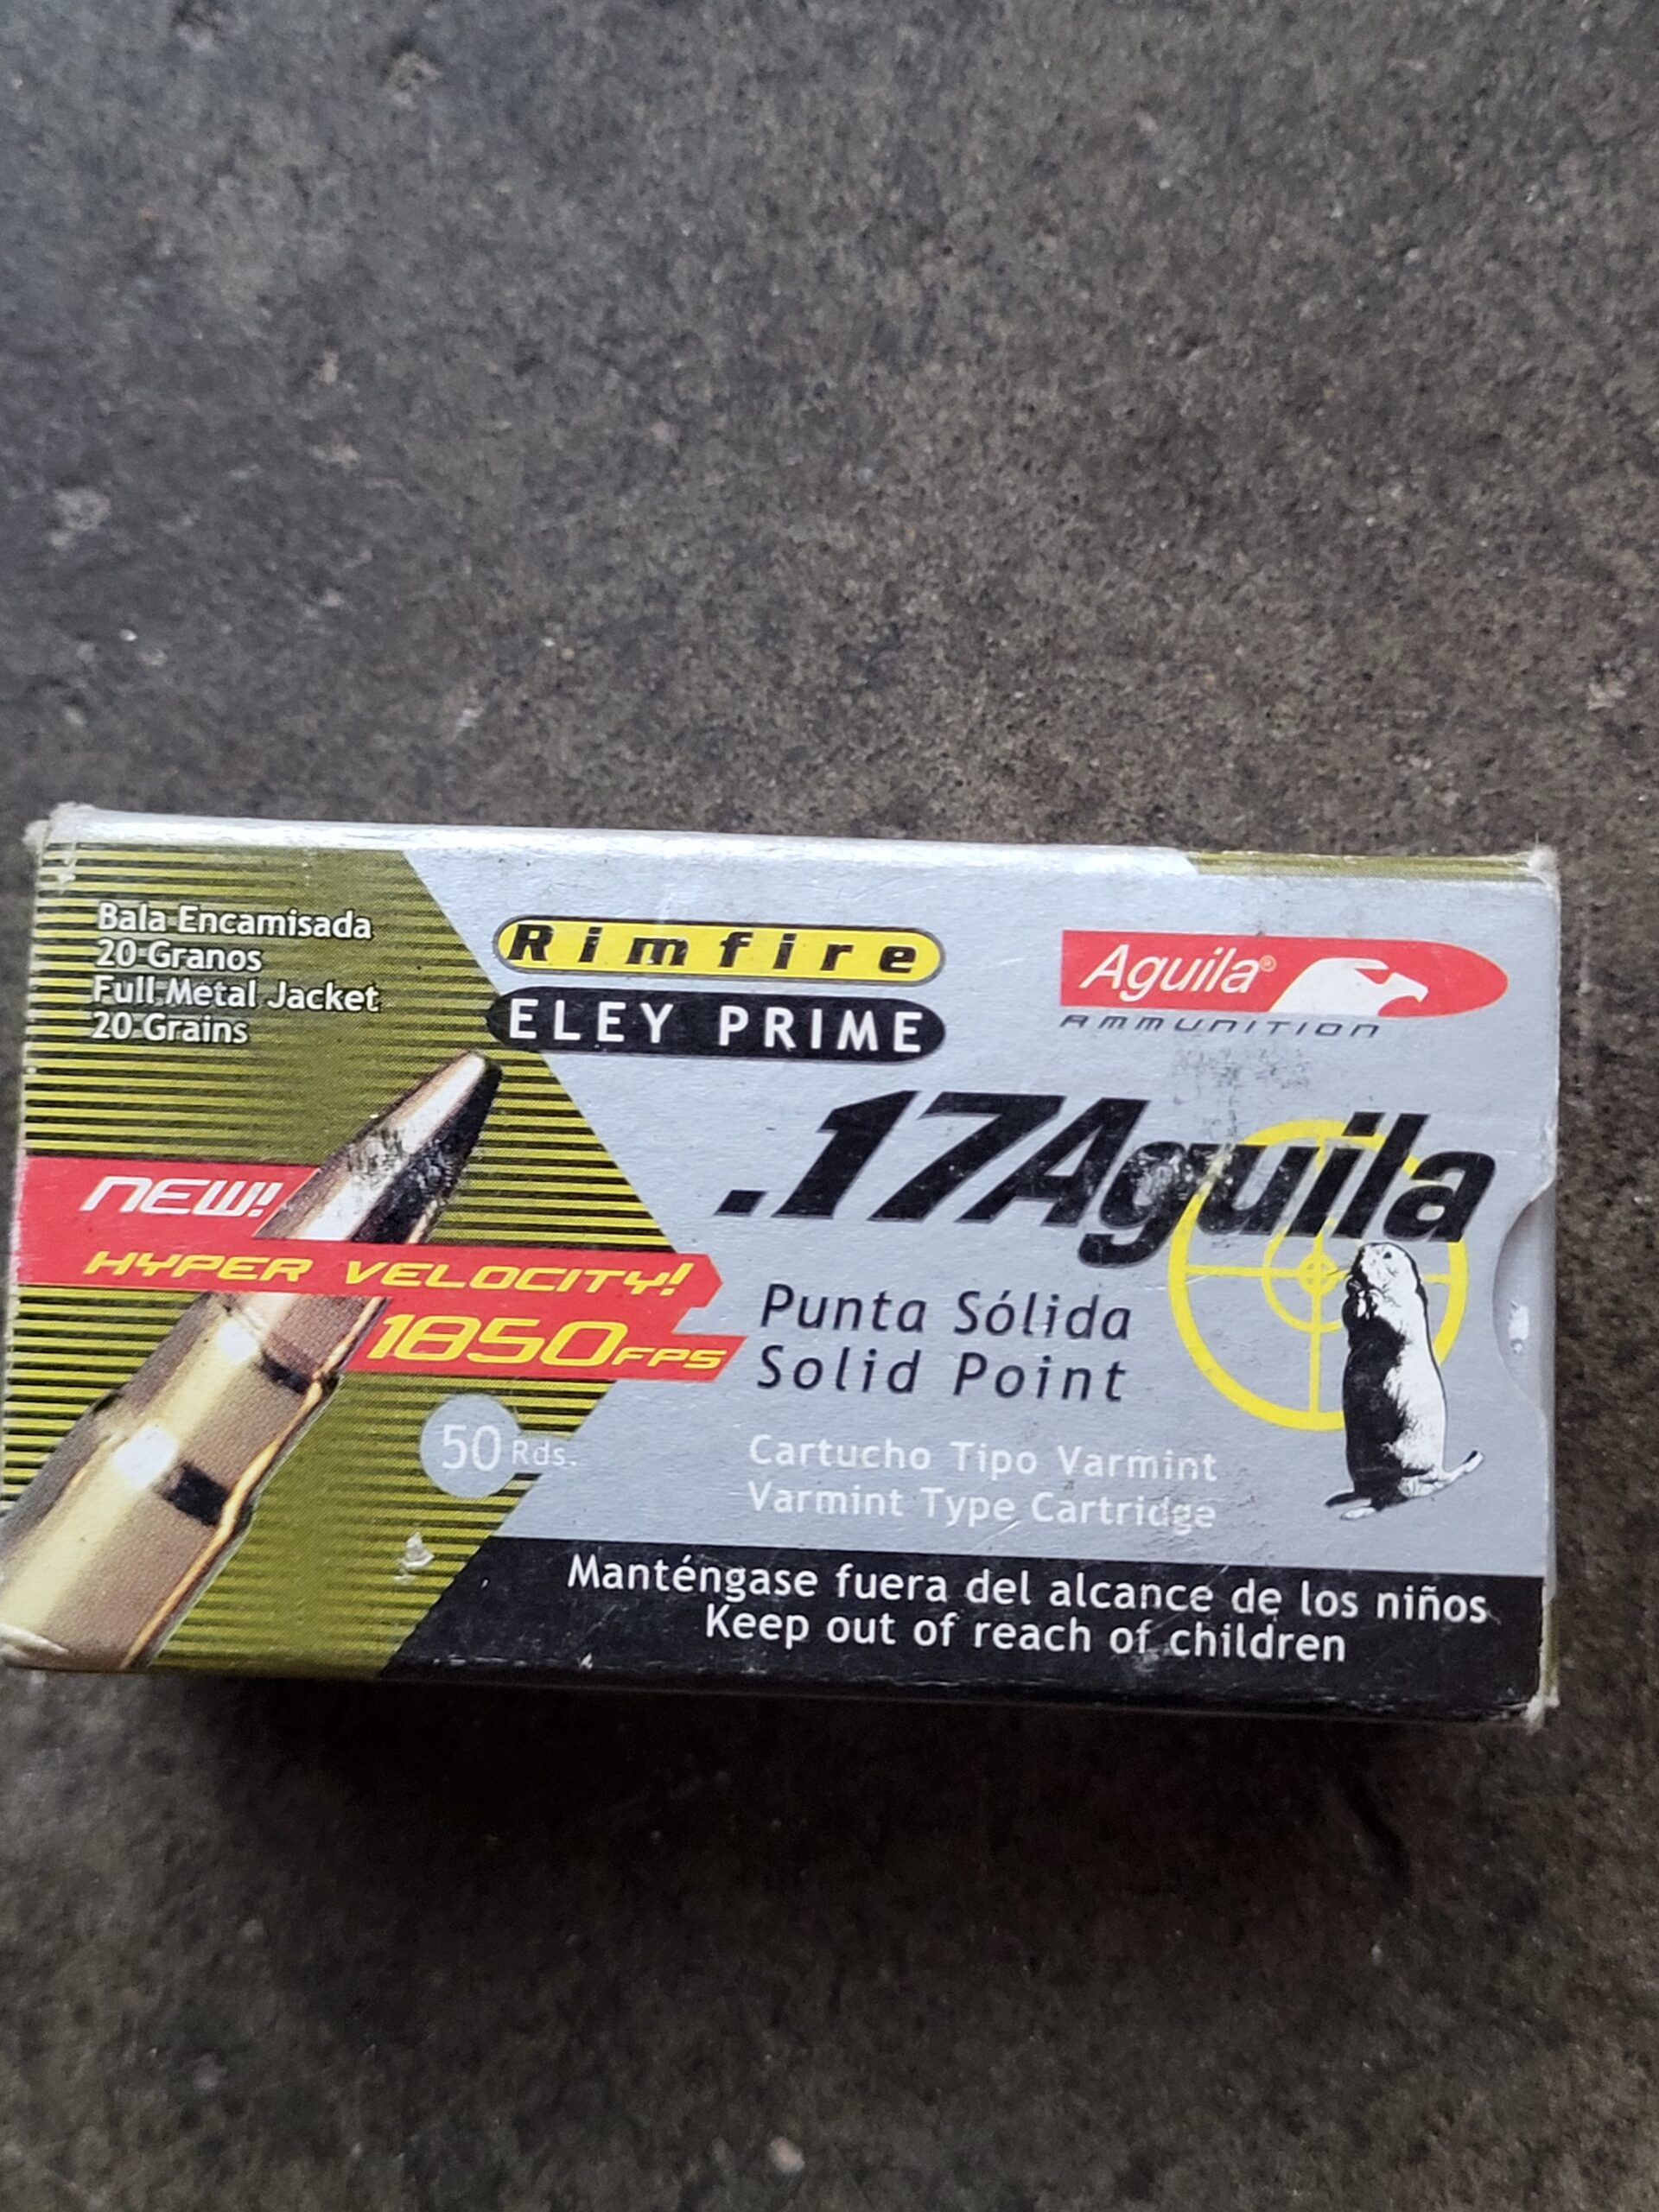 Bala Encamisada
20 Granos
Full Metal Jacket
20 Grains
Rimfire
ELEY PRIME
Aguila®
AMMUNITION
.17Aguila
NEW!
HYPER VELOCITY!
1850FPS
Punta Sólida
Solid Point
50 Rds.
Cartucho Tipo Varmint
Varmint Type Cartridge
Manténgase fuera del alcance de los niños
Keep out of reach of children